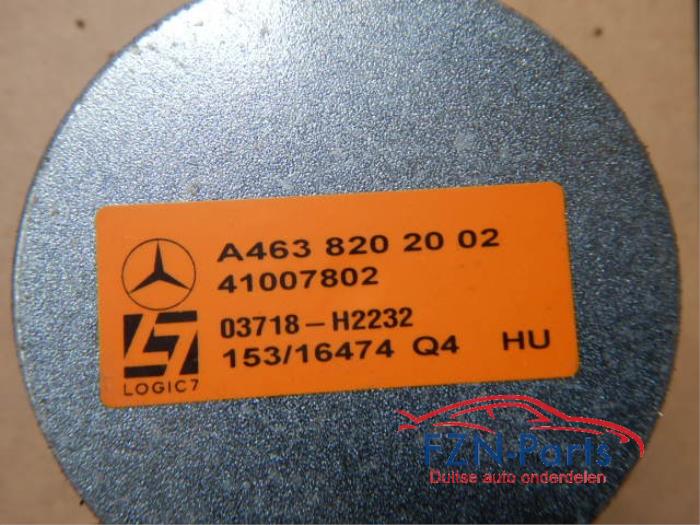 A463 820 20 02
41007802
03718-H2232
153/16474 Q4 HU
LOGIC7
FZN-Parts
Duitse auto onderdelen